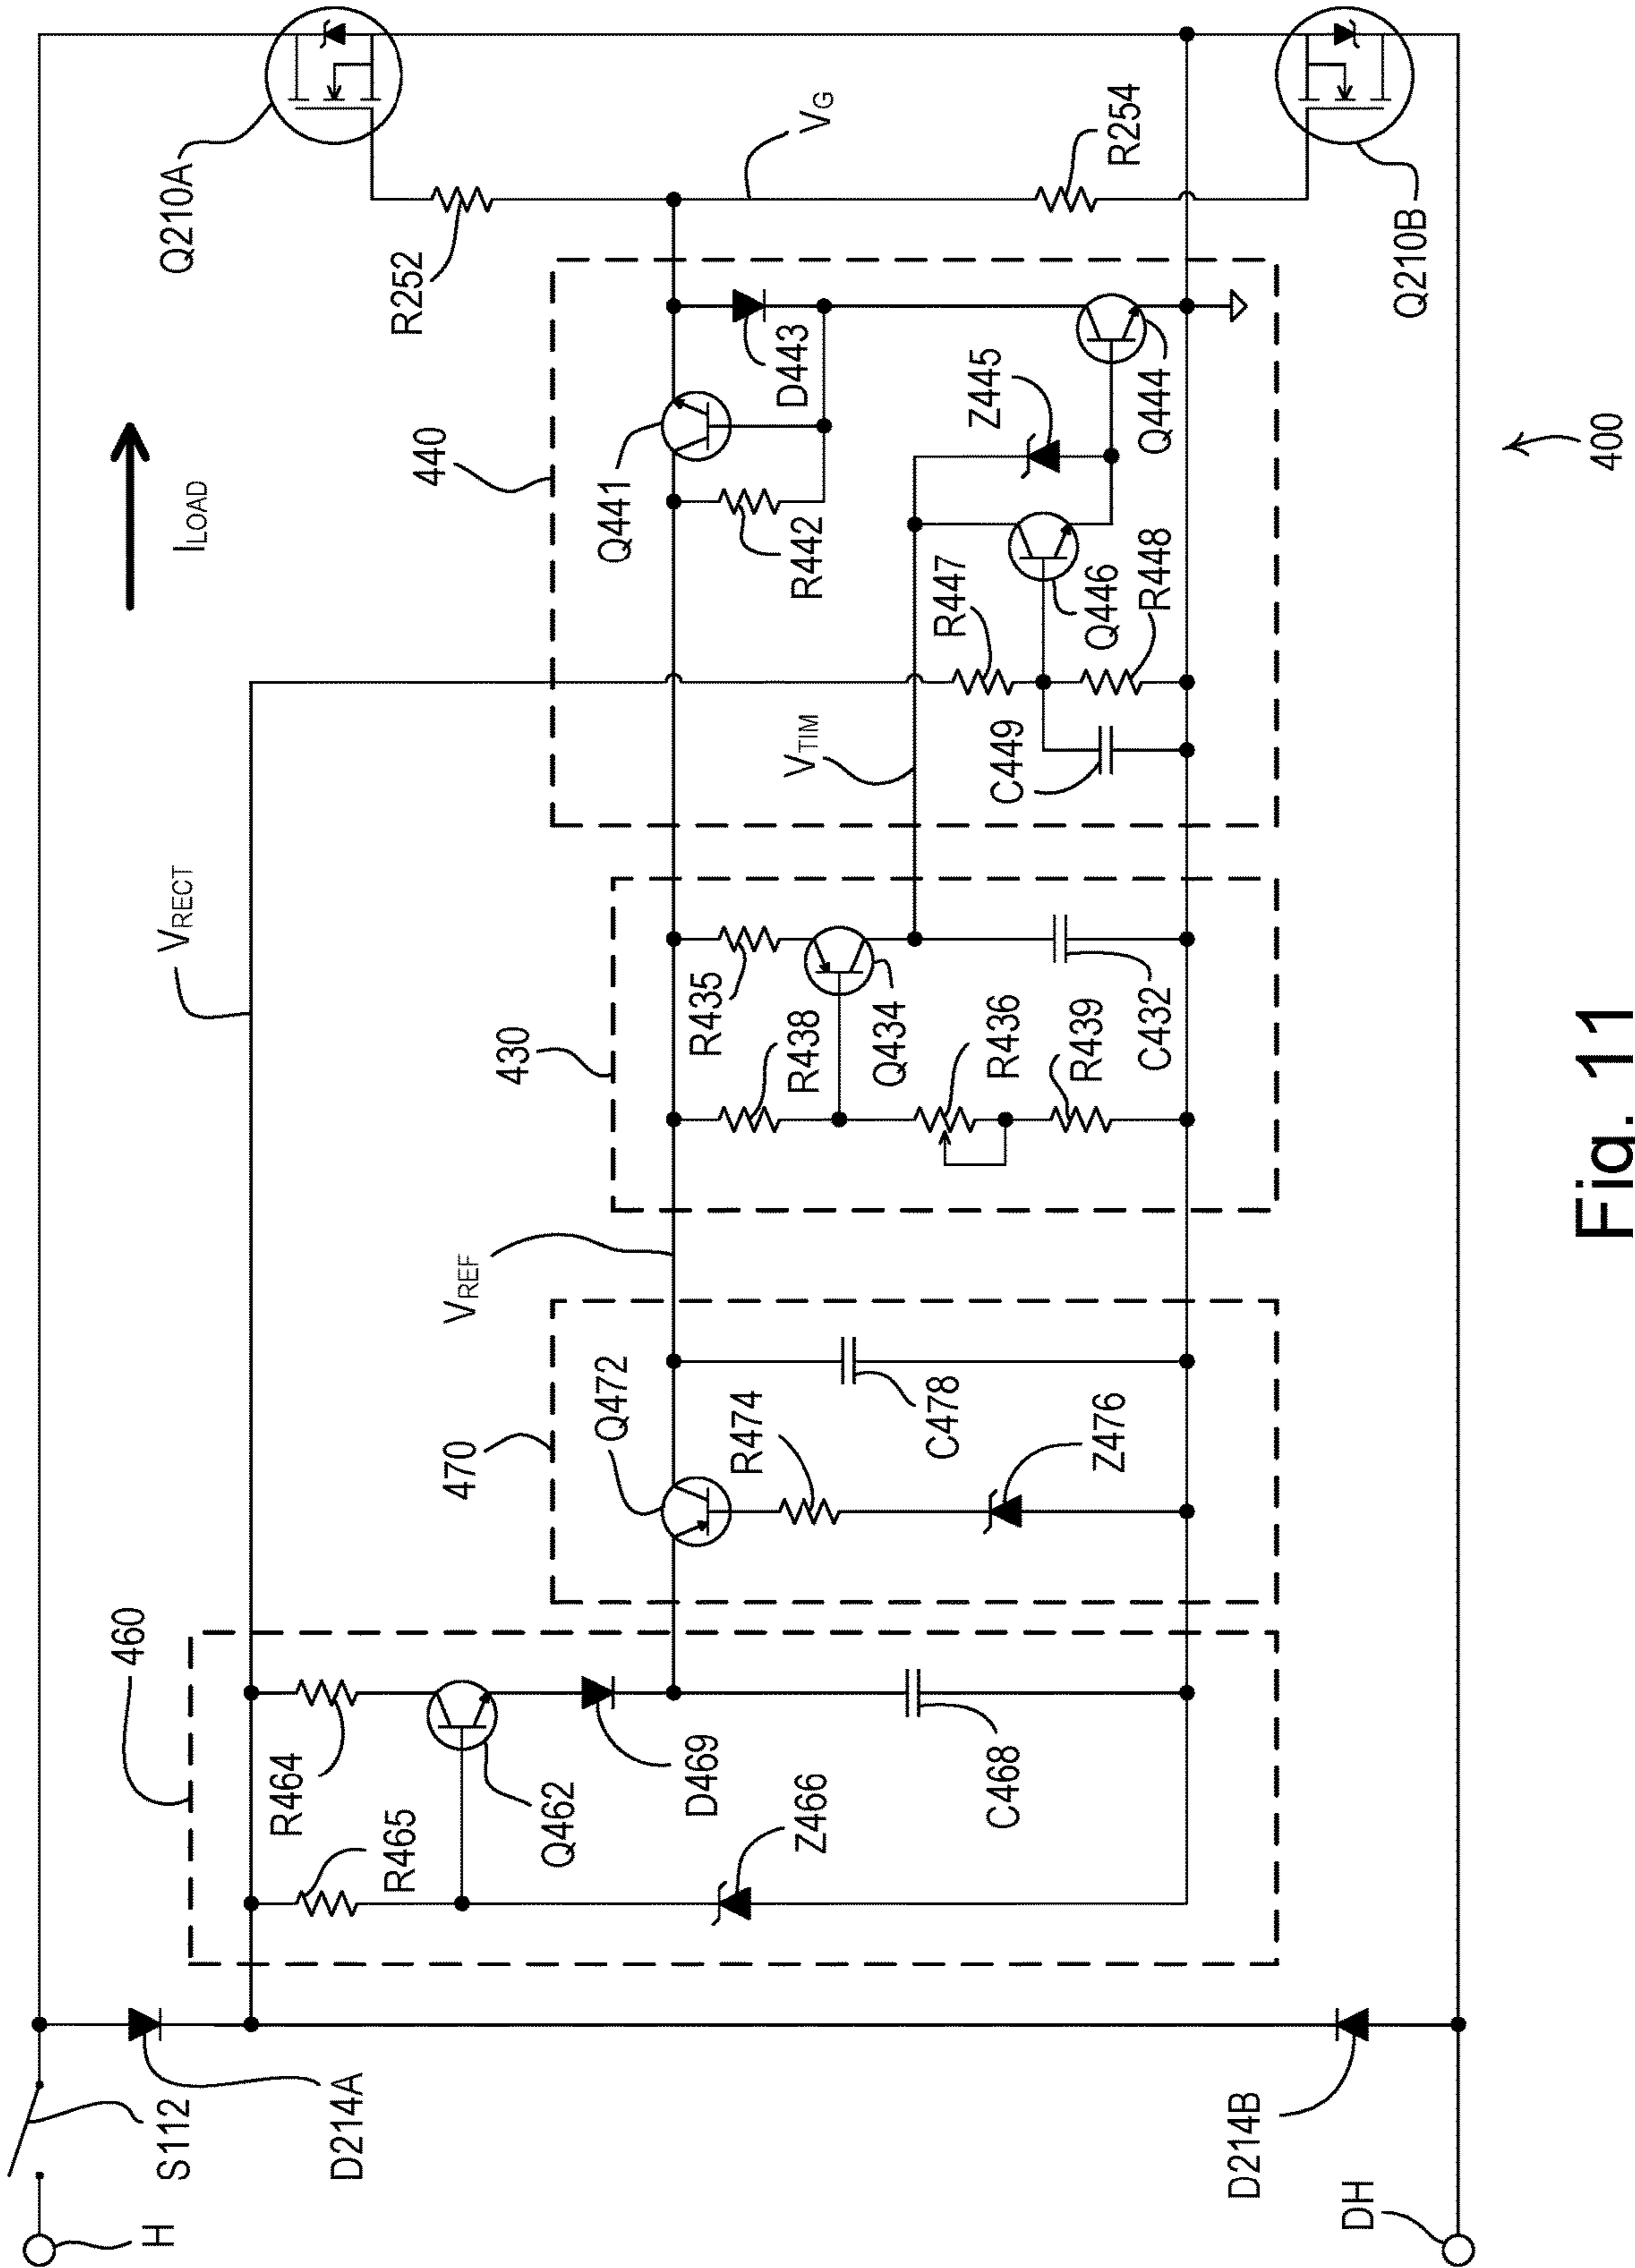 H
S112
D214A
D214B
DH
460
R464
R465
Q462
D469
Z466
C468
470
Q472
R474
C478
Z476
VREF
VRECT
430
R435
R438
Q434
R436
R439
C432
ILOAD
440
Q441
R442
D443
Z445
Q444
R447
Q446
R448
VTIM
C449
Q210A
R252
VG
R254
Q210B
400
Fig. 11